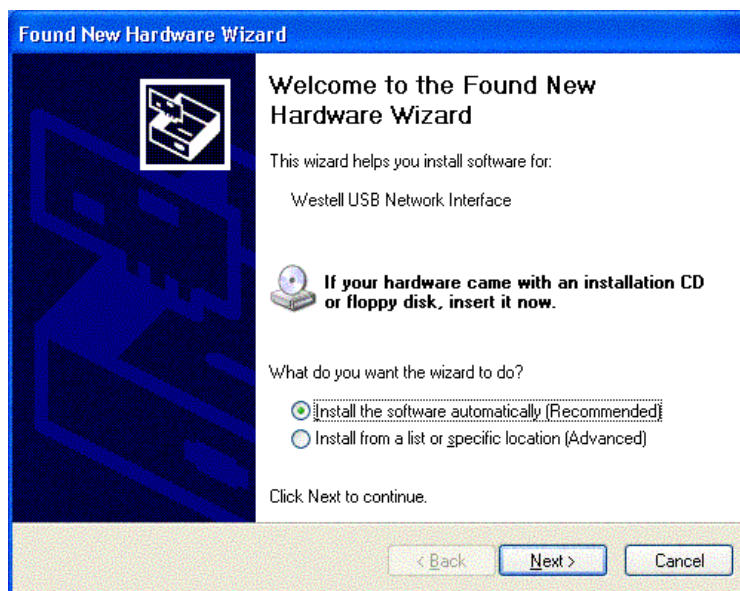 Found New Hardware Wizard
Welcome to the Found New
Hardware Wizard
This wizard helps you install software for:
Westell USB Network Interface
If your hardware came with an installation CD
or floppy disk, insert it now.
What do you want the wizard to do?
Install the software automatically (Recommended)
Install from a list or specific location (Advanced)
Click Next to continue.
< Back Next > Cancel